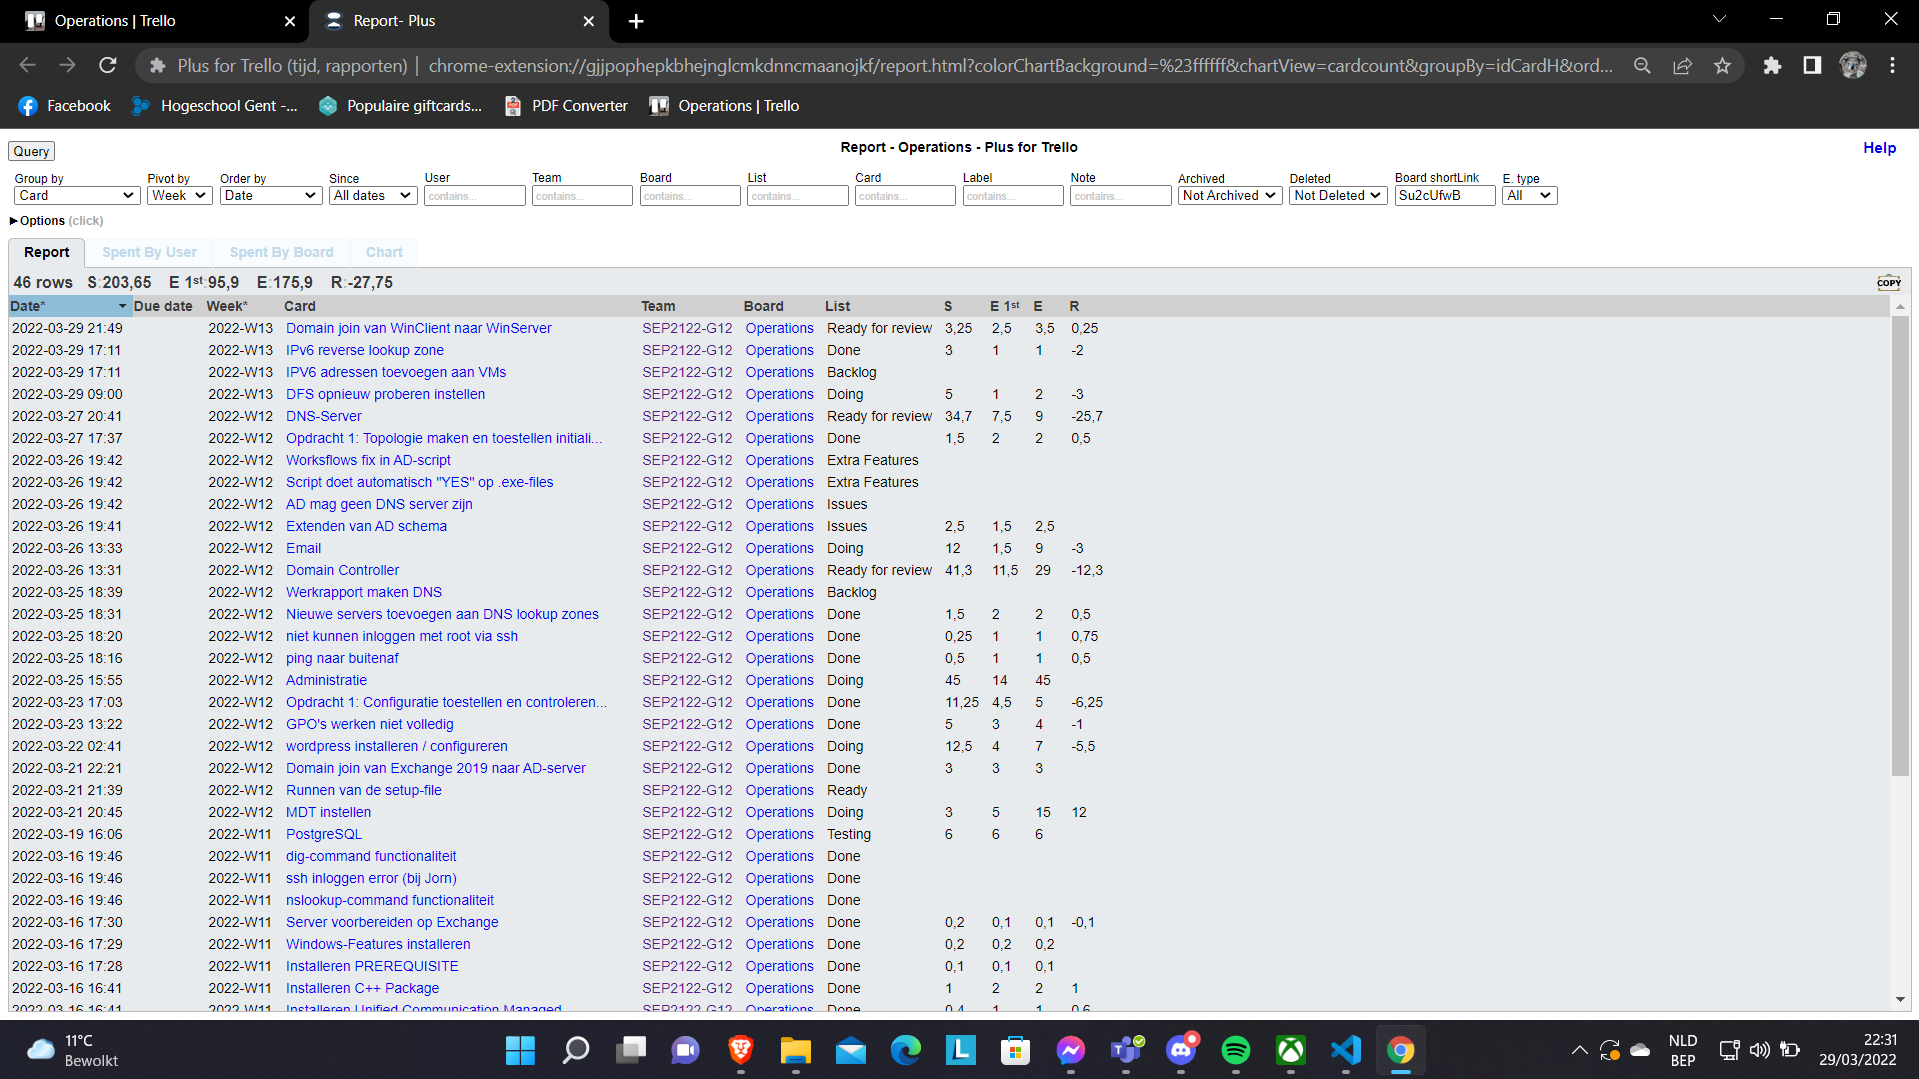 Operations | Trello
Report- Plus
Plus for Trello (tijd, rapporten) | chrome-extension://gjjpophepkbhejnglcmkdnncmaanojkf/report.html?colorChartBackground=%23ffffff&chartView=cardcount&groupBy=idCardH&ord...
Facebook Hogeschool Gent -... Populaire giftcards... PDF Converter Operations | Trello
Query Report - Operations - Plus for Trello Help
Group by Pivot by Order by Since User Team Board List Card Label Note Archived Deleted Board shortLink E. type
Card Week Date All dates contains... contains... contains... contains... contains... contains... contains... Not Archived Not Deleted Su2cUfwB All
Options (click)
Report Spent By User Spent By Board Chart
46 rows S:203,65 E 1st:95,9 E:175,9 R:-27,75 COPY
Date* Due date Week* Card Team Board List S E 1st E R
2022-03-29 21:49 2022-W13 Domain join van WinClient naar WinServer SEP2122-G12 Operations Ready for review 3,25 2,5 3,5 0,25
2022-03-29 17:11 2022-W13 IPv6 reverse lookup zone SEP2122-G12 Operations Done 3 1 1 -2
2022-03-29 17:11 2022-W13 IPV6 adressen toevoegen aan VMs SEP2122-G12 Operations Backlog
2022-03-29 09:00 2022-W13 DFS opnieuw proberen instellen SEP2122-G12 Operations Doing 5 1 2 -3
2022-03-27 20:41 2022-W12 DNS-Server SEP2122-G12 Operations Ready for review 34,7 7,5 9 -25,7
2022-03-27 17:37 2022-W12 Opdracht 1: Topologie maken en toestellen initiali... SEP2122-G12 Operations Done 1,5 2 2 0,5
2022-03-26 19:42 2022-W12 Worksflows fix in AD-script SEP2122-G12 Operations Extra Features
2022-03-26 19:42 2022-W12 Script doet automatisch "YES" op .exe-files SEP2122-G12 Operations Extra Features
2022-03-26 19:42 2022-W12 AD mag geen DNS server zijn SEP2122-G12 Operations Issues
2022-03-26 19:41 2022-W12 Extenden van AD schema SEP2122-G12 Operations Issues 2,5 1,5 2,5
2022-03-26 13:33 2022-W12 Email SEP2122-G12 Operations Doing 12 1,5 9 -3
2022-03-26 13:31 2022-W12 Domain Controller SEP2122-G12 Operations Ready for review 41,3 11,5 29 -12,3
2022-03-25 18:39 2022-W12 Werkrapport maken DNS SEP2122-G12 Operations Backlog
2022-03-25 18:31 2022-W12 Nieuwe servers toevoegen aan DNS lookup zones SEP2122-G12 Operations Done 1,5 2 2 0,5
2022-03-25 18:20 2022-W12 niet kunnen inloggen met root via ssh SEP2122-G12 Operations Done 0,25 1 1 0,75
2022-03-25 18:16 2022-W12 ping naar buitenaf SEP2122-G12 Operations Done 0,5 1 1 0,5
2022-03-25 15:55 2022-W12 Administratie SEP2122-G12 Operations Doing 45 14 45
2022-03-23 17:03 2022-W12 Opdracht 1: Configuratie toestellen en controleren... SEP2122-G12 Operations Done 11,25 4,5 5 -6,25
2022-03-23 13:22 2022-W12 GPO's werken niet volledig SEP2122-G12 Operations Done 5 3 4 -1
2022-03-22 02:41 2022-W12 wordpress installeren / configureren SEP2122-G12 Operations Doing 12,5 4 7 -5,5
2022-03-21 22:21 2022-W12 Domain join van Exchange 2019 naar AD-server SEP2122-G12 Operations Done 3 3 3
2022-03-21 21:39 2022-W12 Runnen van de setup-file SEP2122-G12 Operations Ready
2022-03-21 20:45 2022-W12 MDT instellen SEP2122-G12 Operations Doing 3 5 15 12
2022-03-19 16:06 2022-W11 PostgreSQL SEP2122-G12 Operations Testing 6 6 6
2022-03-16 19:46 2022-W11 dig-command functionaliteit SEP2122-G12 Operations Done
2022-03-16 19:46 2022-W11 ssh inloggen error (bij Jorn) SEP2122-G12 Operations Done
2022-03-16 19:46 2022-W11 nslookup-command functionaliteit SEP2122-G12 Operations Done
2022-03-16 17:30 2022-W11 Server voorbereiden op Exchange SEP2122-G12 Operations Done 0,2 0,1 0,1 -0,1
2022-03-16 17:29 2022-W11 Windows-Features installeren SEP2122-G12 Operations Done 0,2 0,2 0,2
2022-03-16 17:28 2022-W11 Installeren PREREQUISITE SEP2122-G12 Operations Done 0,1 0,1 0,1
2022-03-16 16:41 2022-W11 Installeren C++ Package SEP2122-G12 Operations Done 1 2 2 1
2022-03-16 16:41 2022-W11 Installeren Unified Communication Managed SEP2122-G12 Operations Done 0,4 1 1 0,6
11°C
Bewolkt
NLD
BEP
22:31
29/03/2022